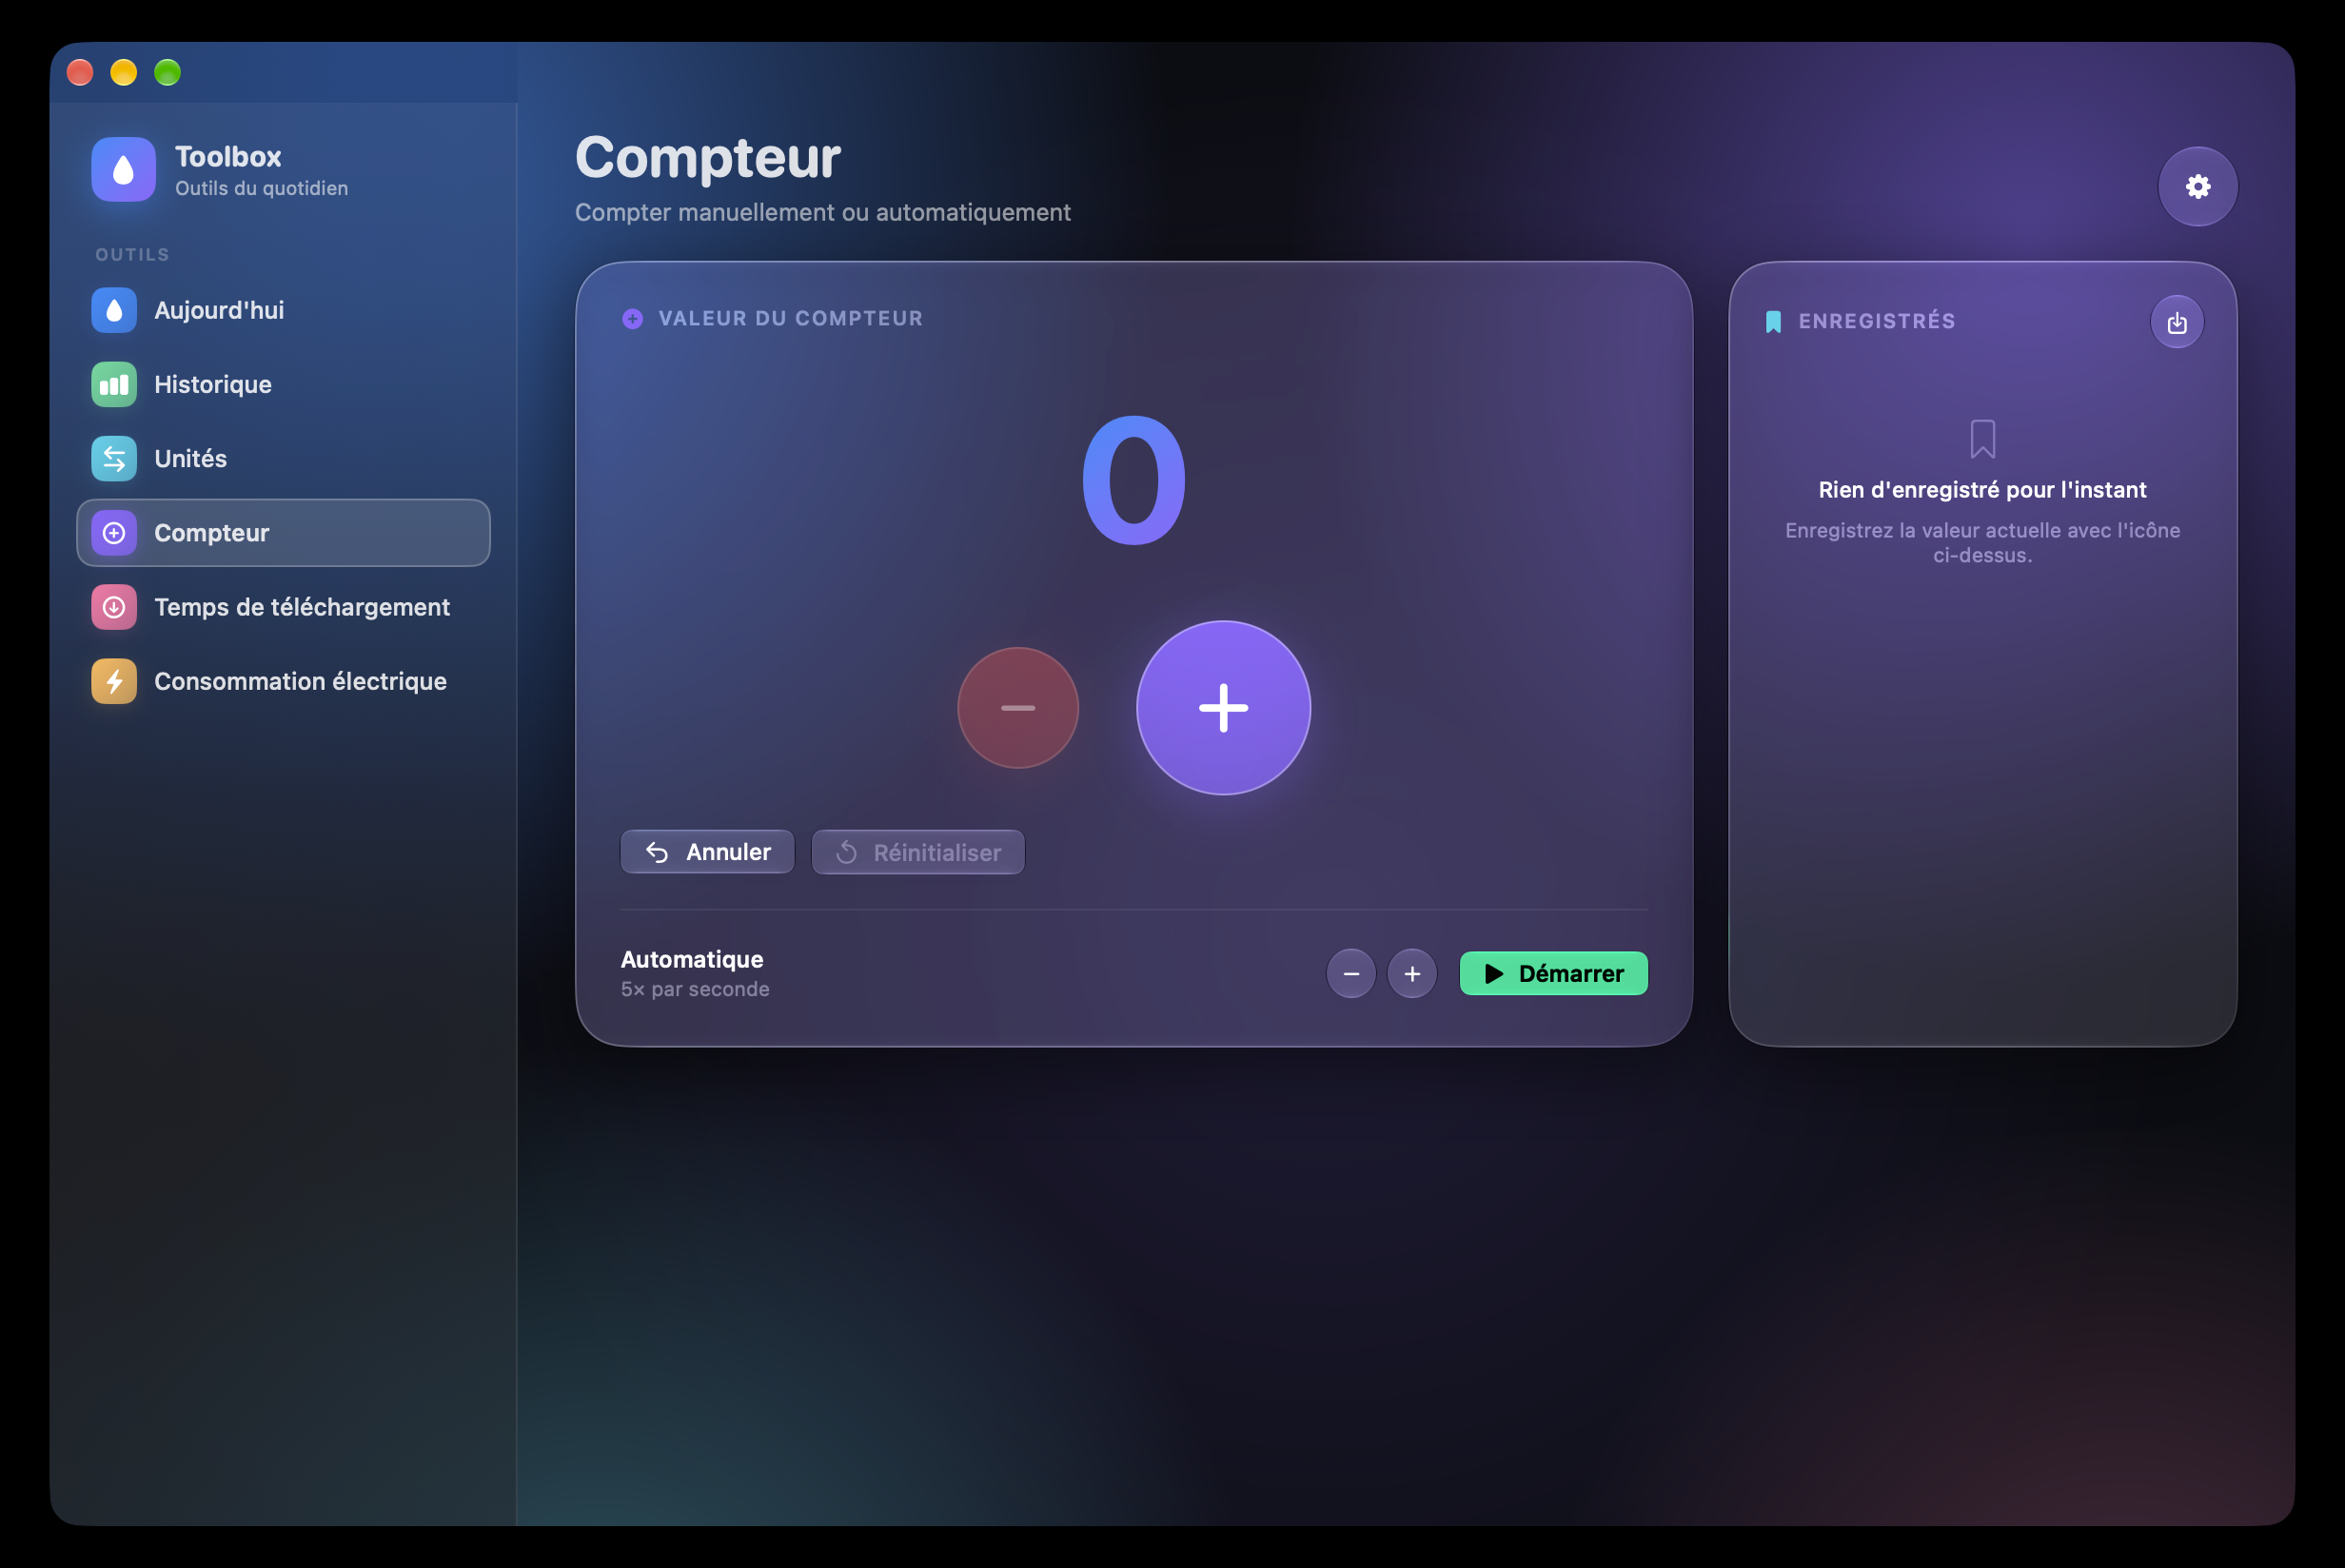 Toolbox
Outils du quotidien
OUTILS
Aujourd'hui
Historique
Unités
Compteur
Temps de téléchargement
Consommation électrique
Compteur
Compter manuellement ou automatiquement
VALEUR DU COMPTEUR
0
Annuler
Réinitialiser
Automatique
5× par seconde
Démarrer
ENREGISTRÉS
Rien d'enregistré pour l'instant
Enregistrez la valeur actuelle avec l'icône
ci-dessus.